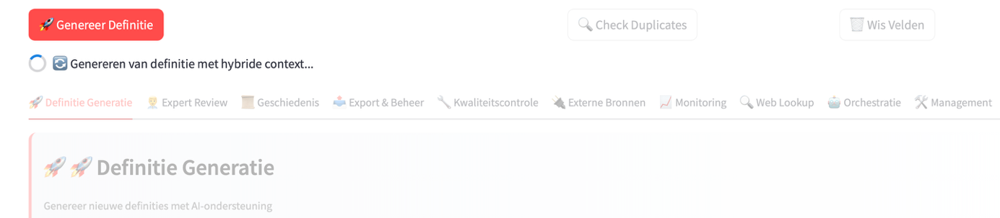 🚀 Genereer Definitie 🔍 Check Duplicates 🗑️ Wis Velden
🔄 Genereren van definitie met hybride context...
🚀 Definitie Generatie 👨‍💼 Expert Review 📜 Geschiedenis 📤 Export & Beheer 🔧 Kwaliteitscontrole 🔌 Externe Bronnen 📈 Monitoring 🔍 Web Lookup 🤖 Orchestratie 🛠️ Management
🚀 🚀 Definitie Generatie
Genereer nieuwe definities met AI-ondersteuning